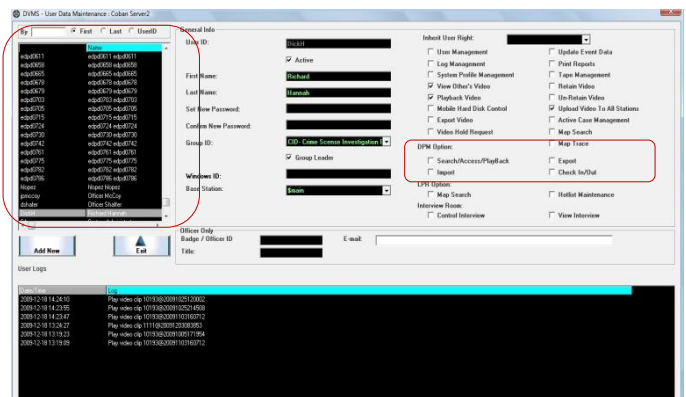 DVMS - User Data Maintenance : Coban Server2
By First Last UserID
Name
edpd0611 edpd0611 edpd0611
edpd0658 edpd0658 edpd0658
edpd0665 edpd0665 edpd0665
edpd0678 edpd0678 edpd0678
edpd0679 edpd0679 edpd0679
edpd0703 edpd0703 edpd0703
edpd0705 edpd0705 edpd0705
edpd0715 edpd0715 edpd0715
edpd0724 edpd0724 edpd0724
edpd0730 edpd0730 edpd0730
edpd0742 edpd0742 edpd0742
edpd0761 edpd0761 edpd0761
edpd0775 edpd0775 edpd0775
edpd0782 edpd0782 edpd0782
edpd0786 edpd0786 edpd0786
Nopez Nopez Nopez
jpmccoy Officer McCoy
dshafer Officer Shafer
DickH Richard Hannah
Add New
Exit
General Info
User ID: DickH
Active
First Name: Richard
Last Name: Hannah
Set New Password:
Confirm New Password:
Group ID: CID- Crime Scense Investigation
Group Leader
Windows ID:
Base Station: $main
Inherit User Right:
User Management Update Event Data
Log Management Print Reports
System Profile Management Tape Management
View Other's Video Retain Video
Playback Video Un-Retain Video
Mobile Hard Disk Control Upload Video To All Stations
Export Video Active Case Management
Video Hold Request Map Search
Map Trace
DPM Option:
Search/Access/PlayBack Export
Import Check In/Out
LPR Option:
Map Search Hotlist Maintenance
Interview Room:
Control Interview View Interview
Officer Only
Badge / Officer ID E-mail:
Title:
User Logs
Date/Time Log
2009-12-18 14:24:10 Play video clip 10193@20091025120002
2009-12-18 14:23:55 Play video clip 10193@20091025214508
2009-12-18 14:23:47 Play video clip 10193@20091103160712
2009-12-18 13:24:27 Play video clip 1111@20091203083853
2009-12-18 13:19:23 Play video clip 10193@20091005171954
2009-12-18 13:19:09 Play video clip 10193@20091103160712